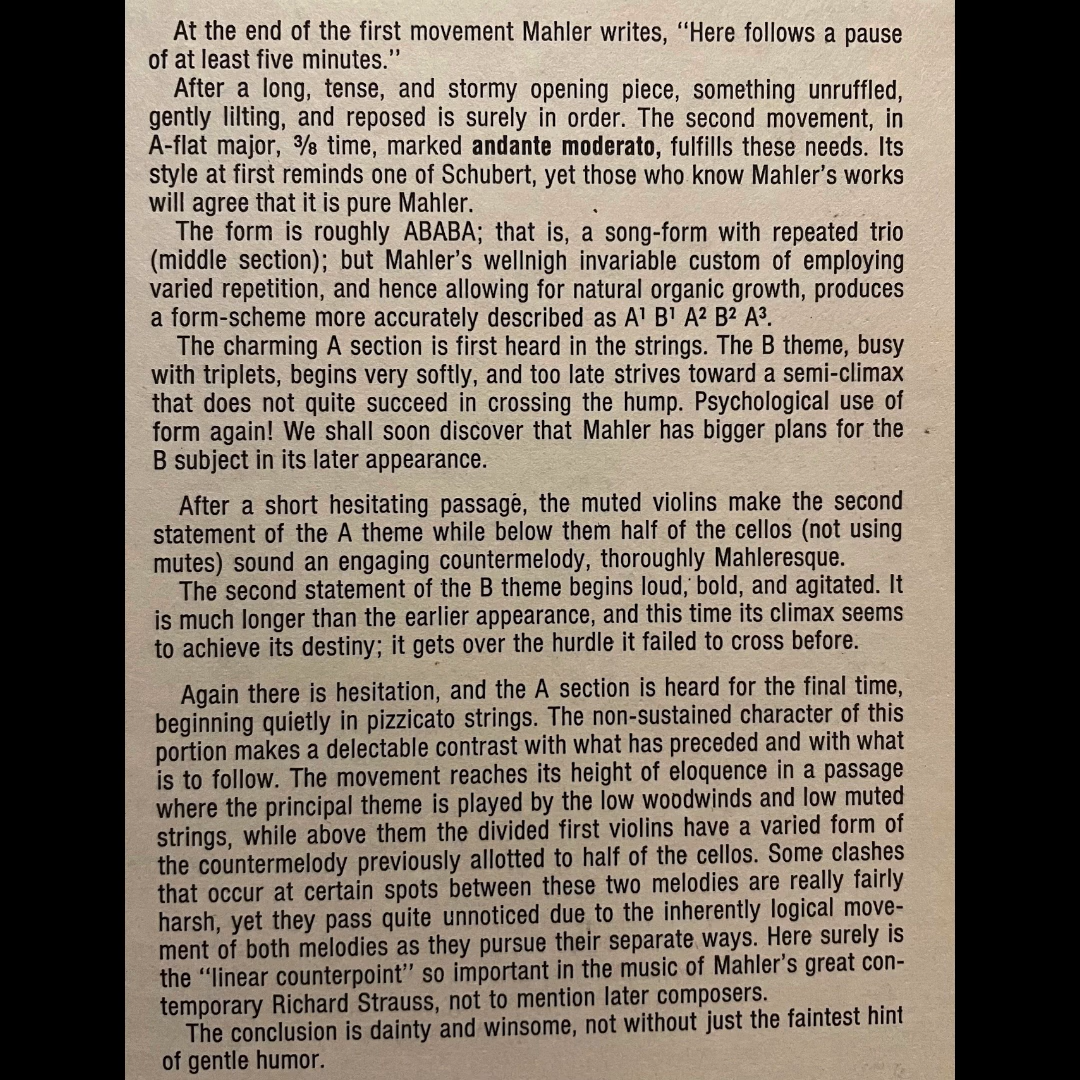 At the end of the first movement Mahler writes, “Here follows a pause
of at least five minutes.”
After a long, tense, and stormy opening piece, something unruffled,
gently lilting, and reposed is surely in order. The second movement, in
A-flat major, 3/8 time, marked andante moderato, fulfills these needs. Its
style at first reminds one of Schubert, yet those who know Mahler’s works
will agree that it is pure Mahler.
The form is roughly ABABA; that is, a song-form with repeated trio
(middle section); but Mahler’s wellnigh invariable custom of employing
varied repetition, and hence allowing for natural organic growth, produces
a form-scheme more accurately described as A¹ B¹ A² B² A³.
The charming A section is first heard in the strings. The B theme, busy
with triplets, begins very softly, and too late strives toward a semi-climax
that does not quite succeed in crossing the hump. Psychological use of
form again! We shall soon discover that Mahler has bigger plans for the
B subject in its later appearance.
After a short hesitating passage, the muted violins make the second
statement of the A theme while below them half of the cellos (not using
mutes) sound an engaging countermelody, thoroughly Mahleresque.
The second statement of the B theme begins loud, bold, and agitated. It
is much longer than the earlier appearance, and this time its climax seems
to achieve its destiny; it gets over the hurdle it failed to cross before.
Again there is hesitation, and the A section is heard for the final time,
beginning quietly in pizzicato strings. The non-sustained character of this
portion makes a delectable contrast with what has preceded and with what
is to follow. The movement reaches its height of eloquence in a passage
where the principal theme is played by the low woodwinds and low muted
strings, while above them the divided first violins have a varied form of
the countermelody previously allotted to half of the cellos. Some clashes
that occur at certain spots between these two melodies are really fairly
harsh, yet they pass quite unnoticed due to the inherently logical move-
ment of both melodies as they pursue their separate ways. Here surely is
the “linear counterpoint” so important in the music of Mahler’s great con-
temporary Richard Strauss, not to mention later composers.
The conclusion is dainty and winsome, not without just the faintest hint
of gentle humor.